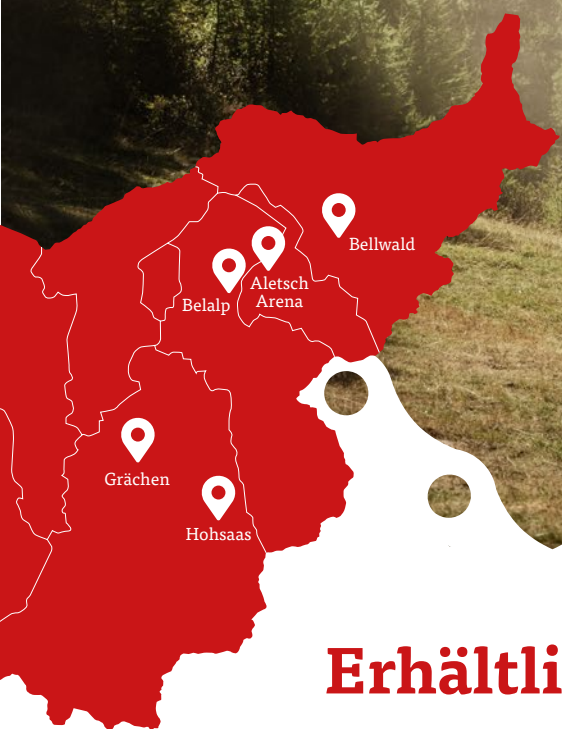 Bellwald
Aletsch
Arena
Belalp
Grächen
Hohsaas
Erhältli